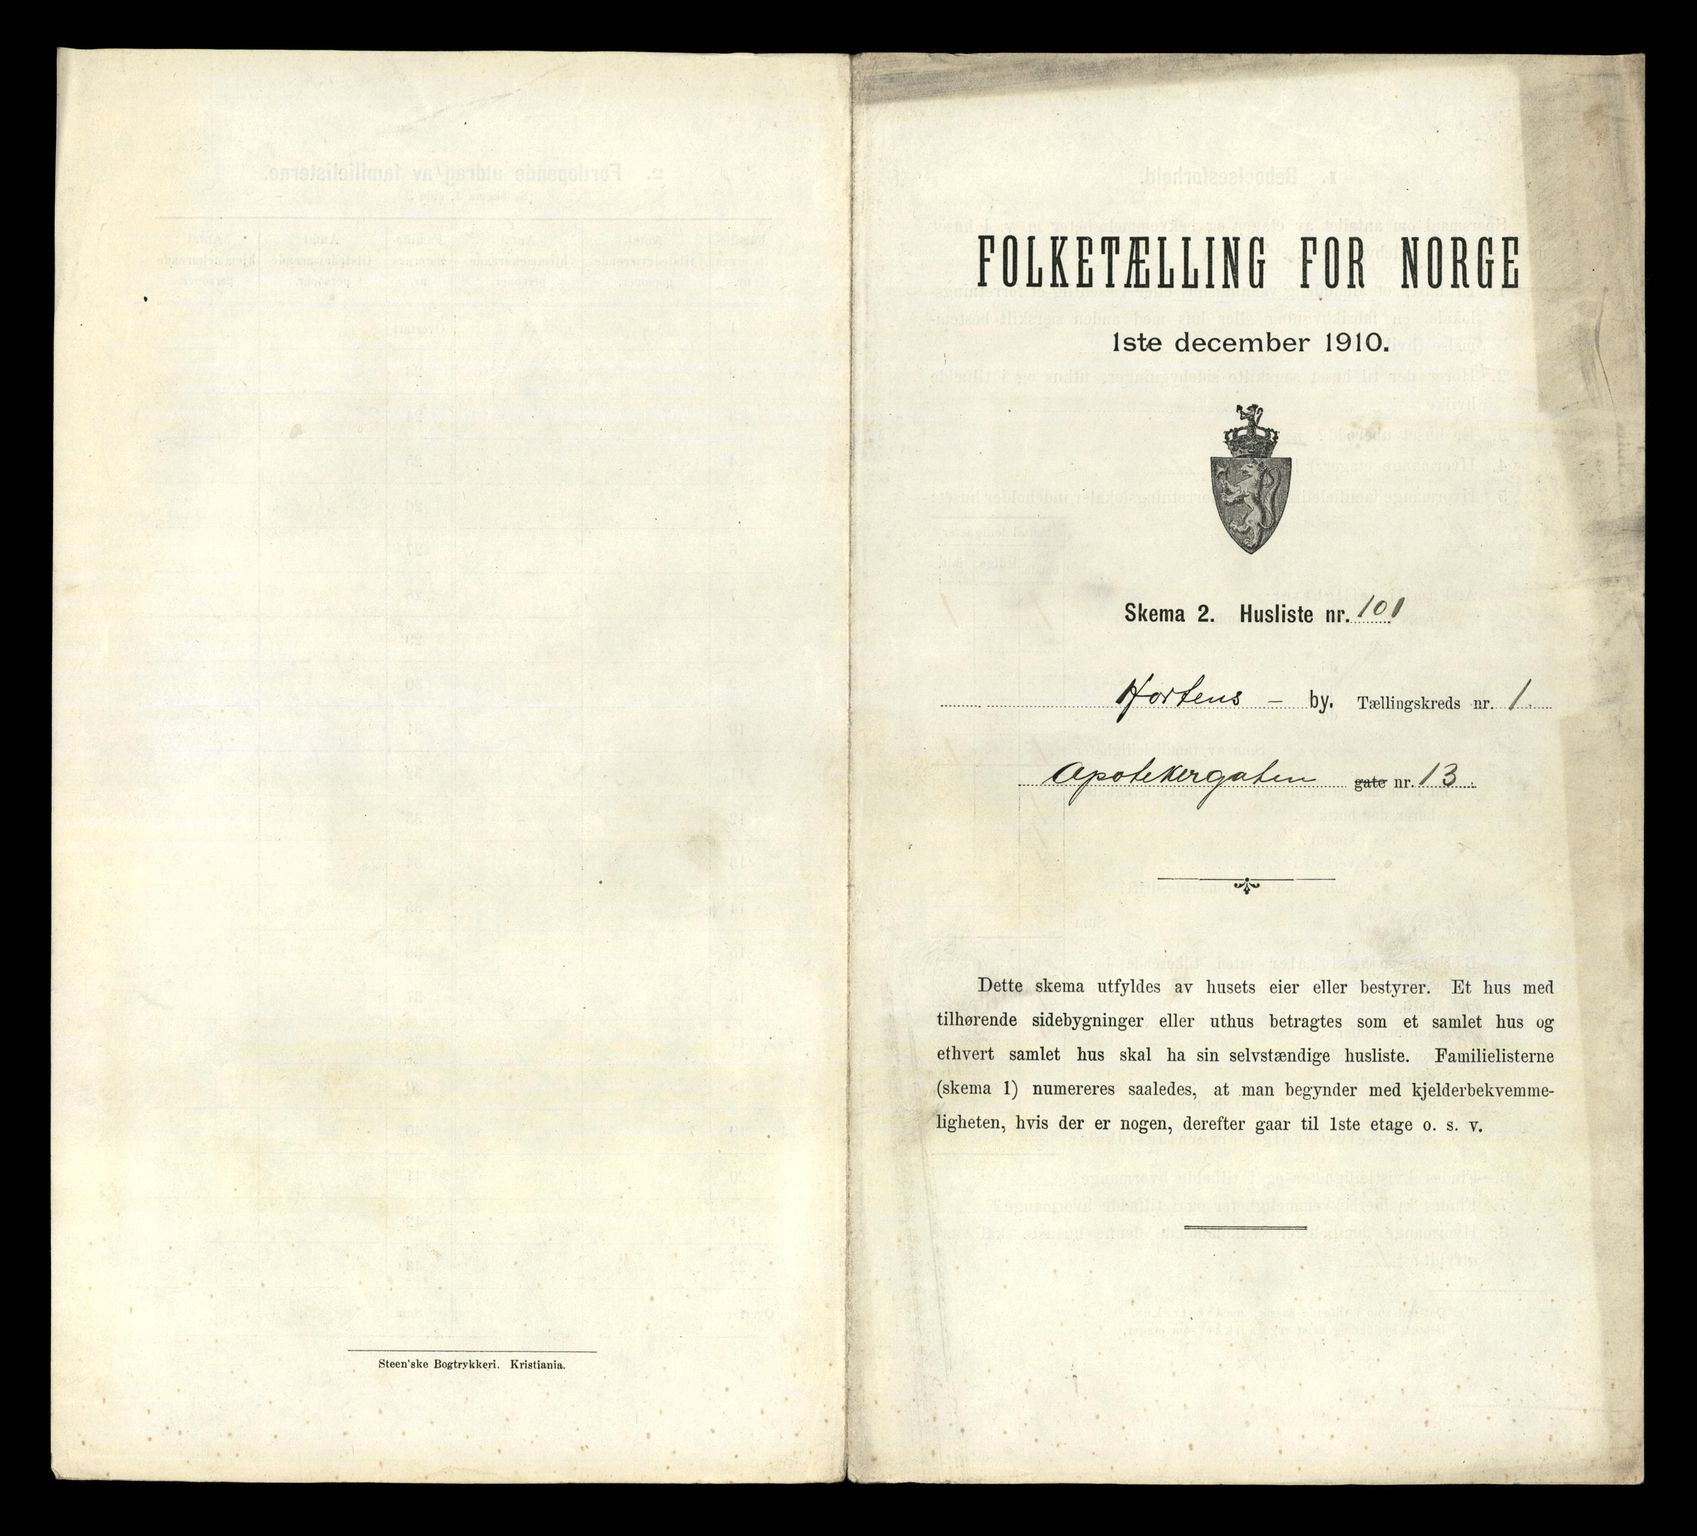 FOLKETÆLLING FOR NORGE
1ste december 1910.
Skema 2. Husliste nr. 101
Hortens - by. Tællingskreds nr. 1.
Apotekergaten gate nr. 13.
Dette skema utfyldes av husets eier eller bestyrer. Et hus med
tilhørende sidebygninger eller uthus betragtes som et samlet hus og
ethvert samlet hus skal ha sin selvstændige husliste. Familielisterne
(skema 1) numereres saaledes, at man begynder med kjelderbekvemme-
ligheten, hvis der er nogen, derefter gaar til 1ste etage o. s. v.
Steen'ske Bogtrykkeri. Kristiania.